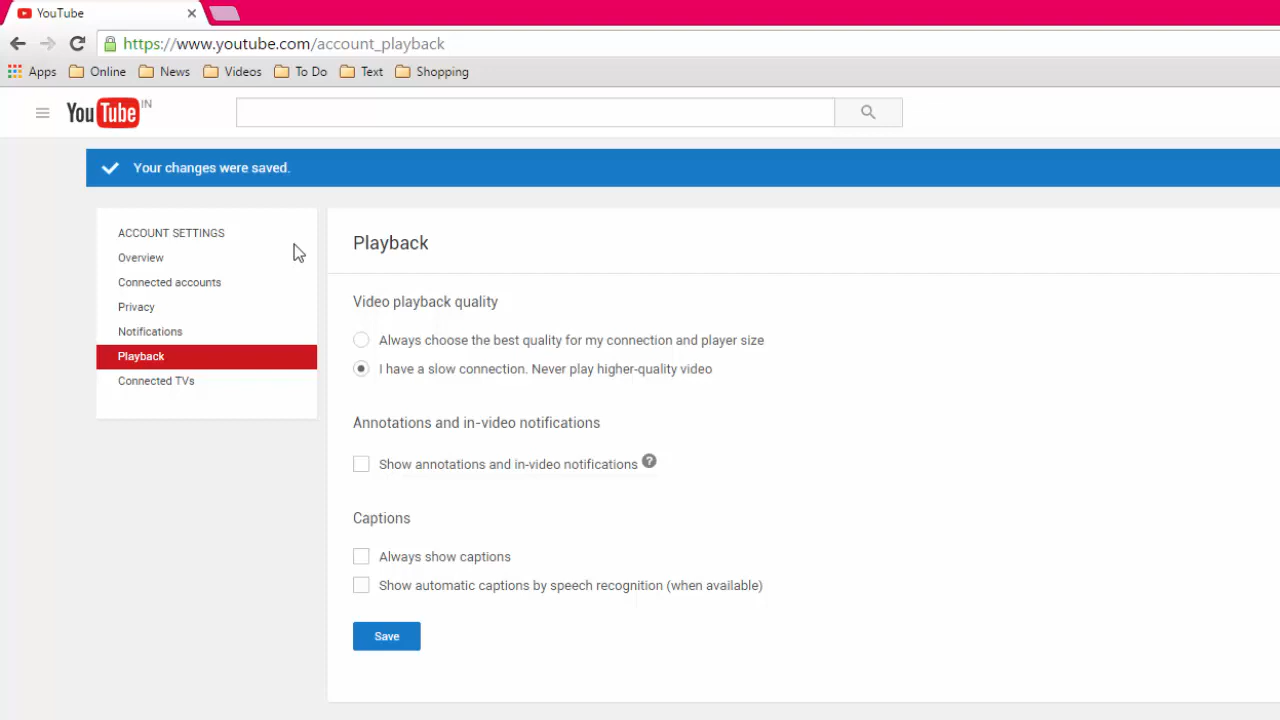 YouTube
https://www.youtube.com/account_playback
Apps Online News Videos To Do Text Shopping
YouTube IN
Your changes were saved.
ACCOUNT SETTINGS
Overview
Connected accounts
Privacy
Notifications
Playback
Connected TVs
Playback
Video playback quality
Always choose the best quality for my connection and player size
I have a slow connection. Never play higher-quality video
Annotations and in-video notifications
Show annotations and in-video notifications ?
Captions
Always show captions
Show automatic captions by speech recognition (when available)
Save